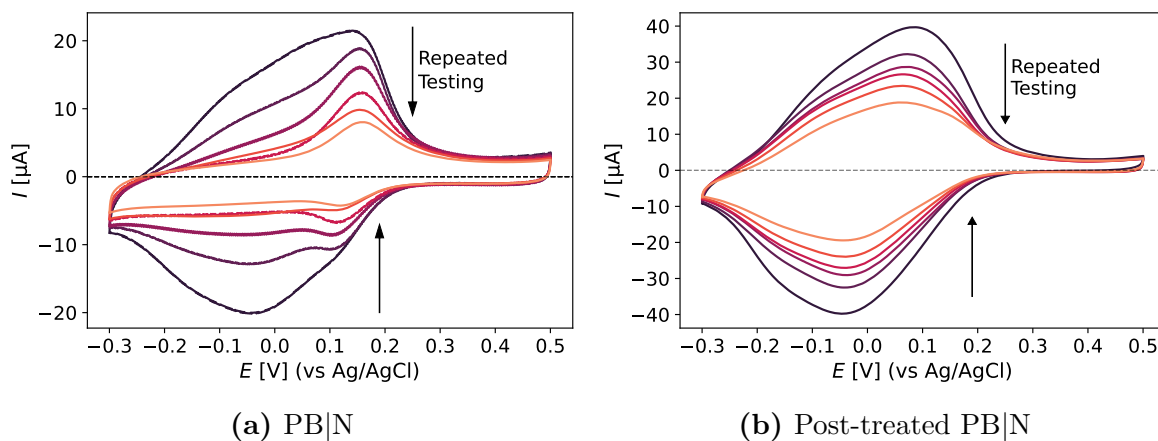 20
10
0
−10
−20
I [µA]
Repeated
Testing
−0.3 −0.2 −0.1 0.0 0.1 0.2 0.3 0.4 0.5
E [V] (vs Ag/AgCl)
(a) PB|N
40
30
20
10
0
−10
−20
−30
−40
I [µA]
Repeated
Testing
−0.3 −0.2 −0.1 0.0 0.1 0.2 0.3 0.4 0.5
E [V] (vs Ag/AgCl)
(b) Post-treated PB|N